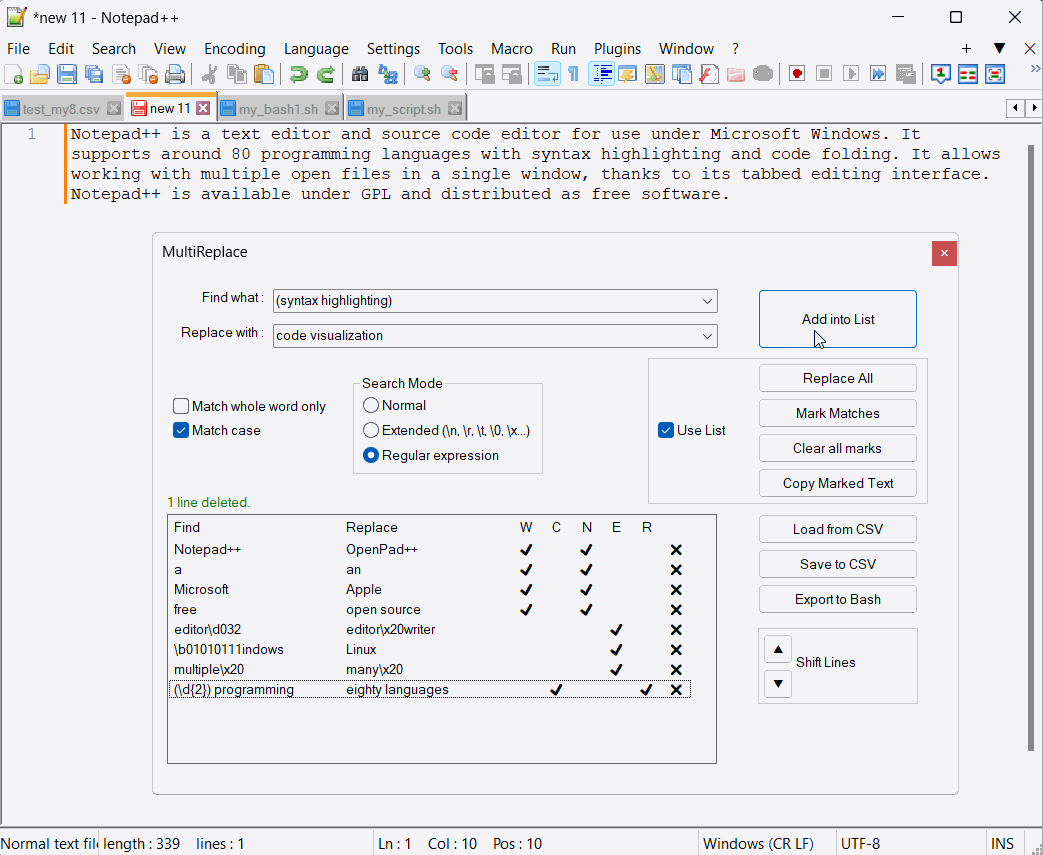 *new 11 - Notepad++
File Edit Search View Encoding Language Settings Tools Macro Run Plugins Window ?
test_my8.csv new 11 my_bash1.sh my_script.sh
1 Notepad++ is a text editor and source code editor for use under Microsoft Windows. It
supports around 80 programming languages with syntax highlighting and code folding. It allows
working with multiple open files in a single window, thanks to its tabbed editing interface.
Notepad++ is available under GPL and distributed as free software.
MultiReplace
Find what : (syntax highlighting)
Replace with : code visualization
Add into List
Match whole word only
Match case
Search Mode
Normal
Extended (\n, \r, \t, \0, \x...)
Regular expression
Use List
Replace All
Mark Matches
Clear all marks
Copy Marked Text
1 line deleted.
Find Replace W C N E R
Notepad++ OpenPad++
a an
Microsoft Apple
free open source
editor\d032 editor\x20writer
\b01010111indows Linux
multiple\x20 many\x20
(\d{2}) programming eighty languages
Load from CSV
Save to CSV
Export to Bash
Shift Lines
Normal text file length : 339 lines : 1 Ln : 1 Col : 10 Pos : 10 Windows (CR LF) UTF-8 INS